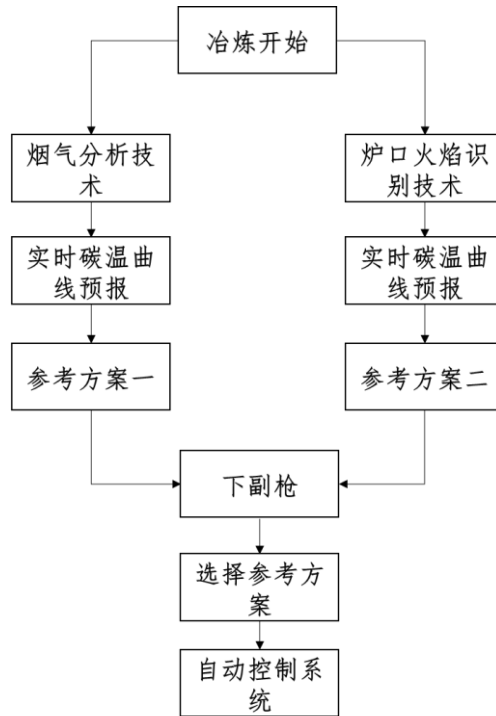 冶炼开始
烟气分析技
术
炉口火焰识
别技术
实时碳温曲
线预报
实时碳温曲
线预报
参考方案一
参考方案二
下副枪
选择参考方
案
自动控制系
统